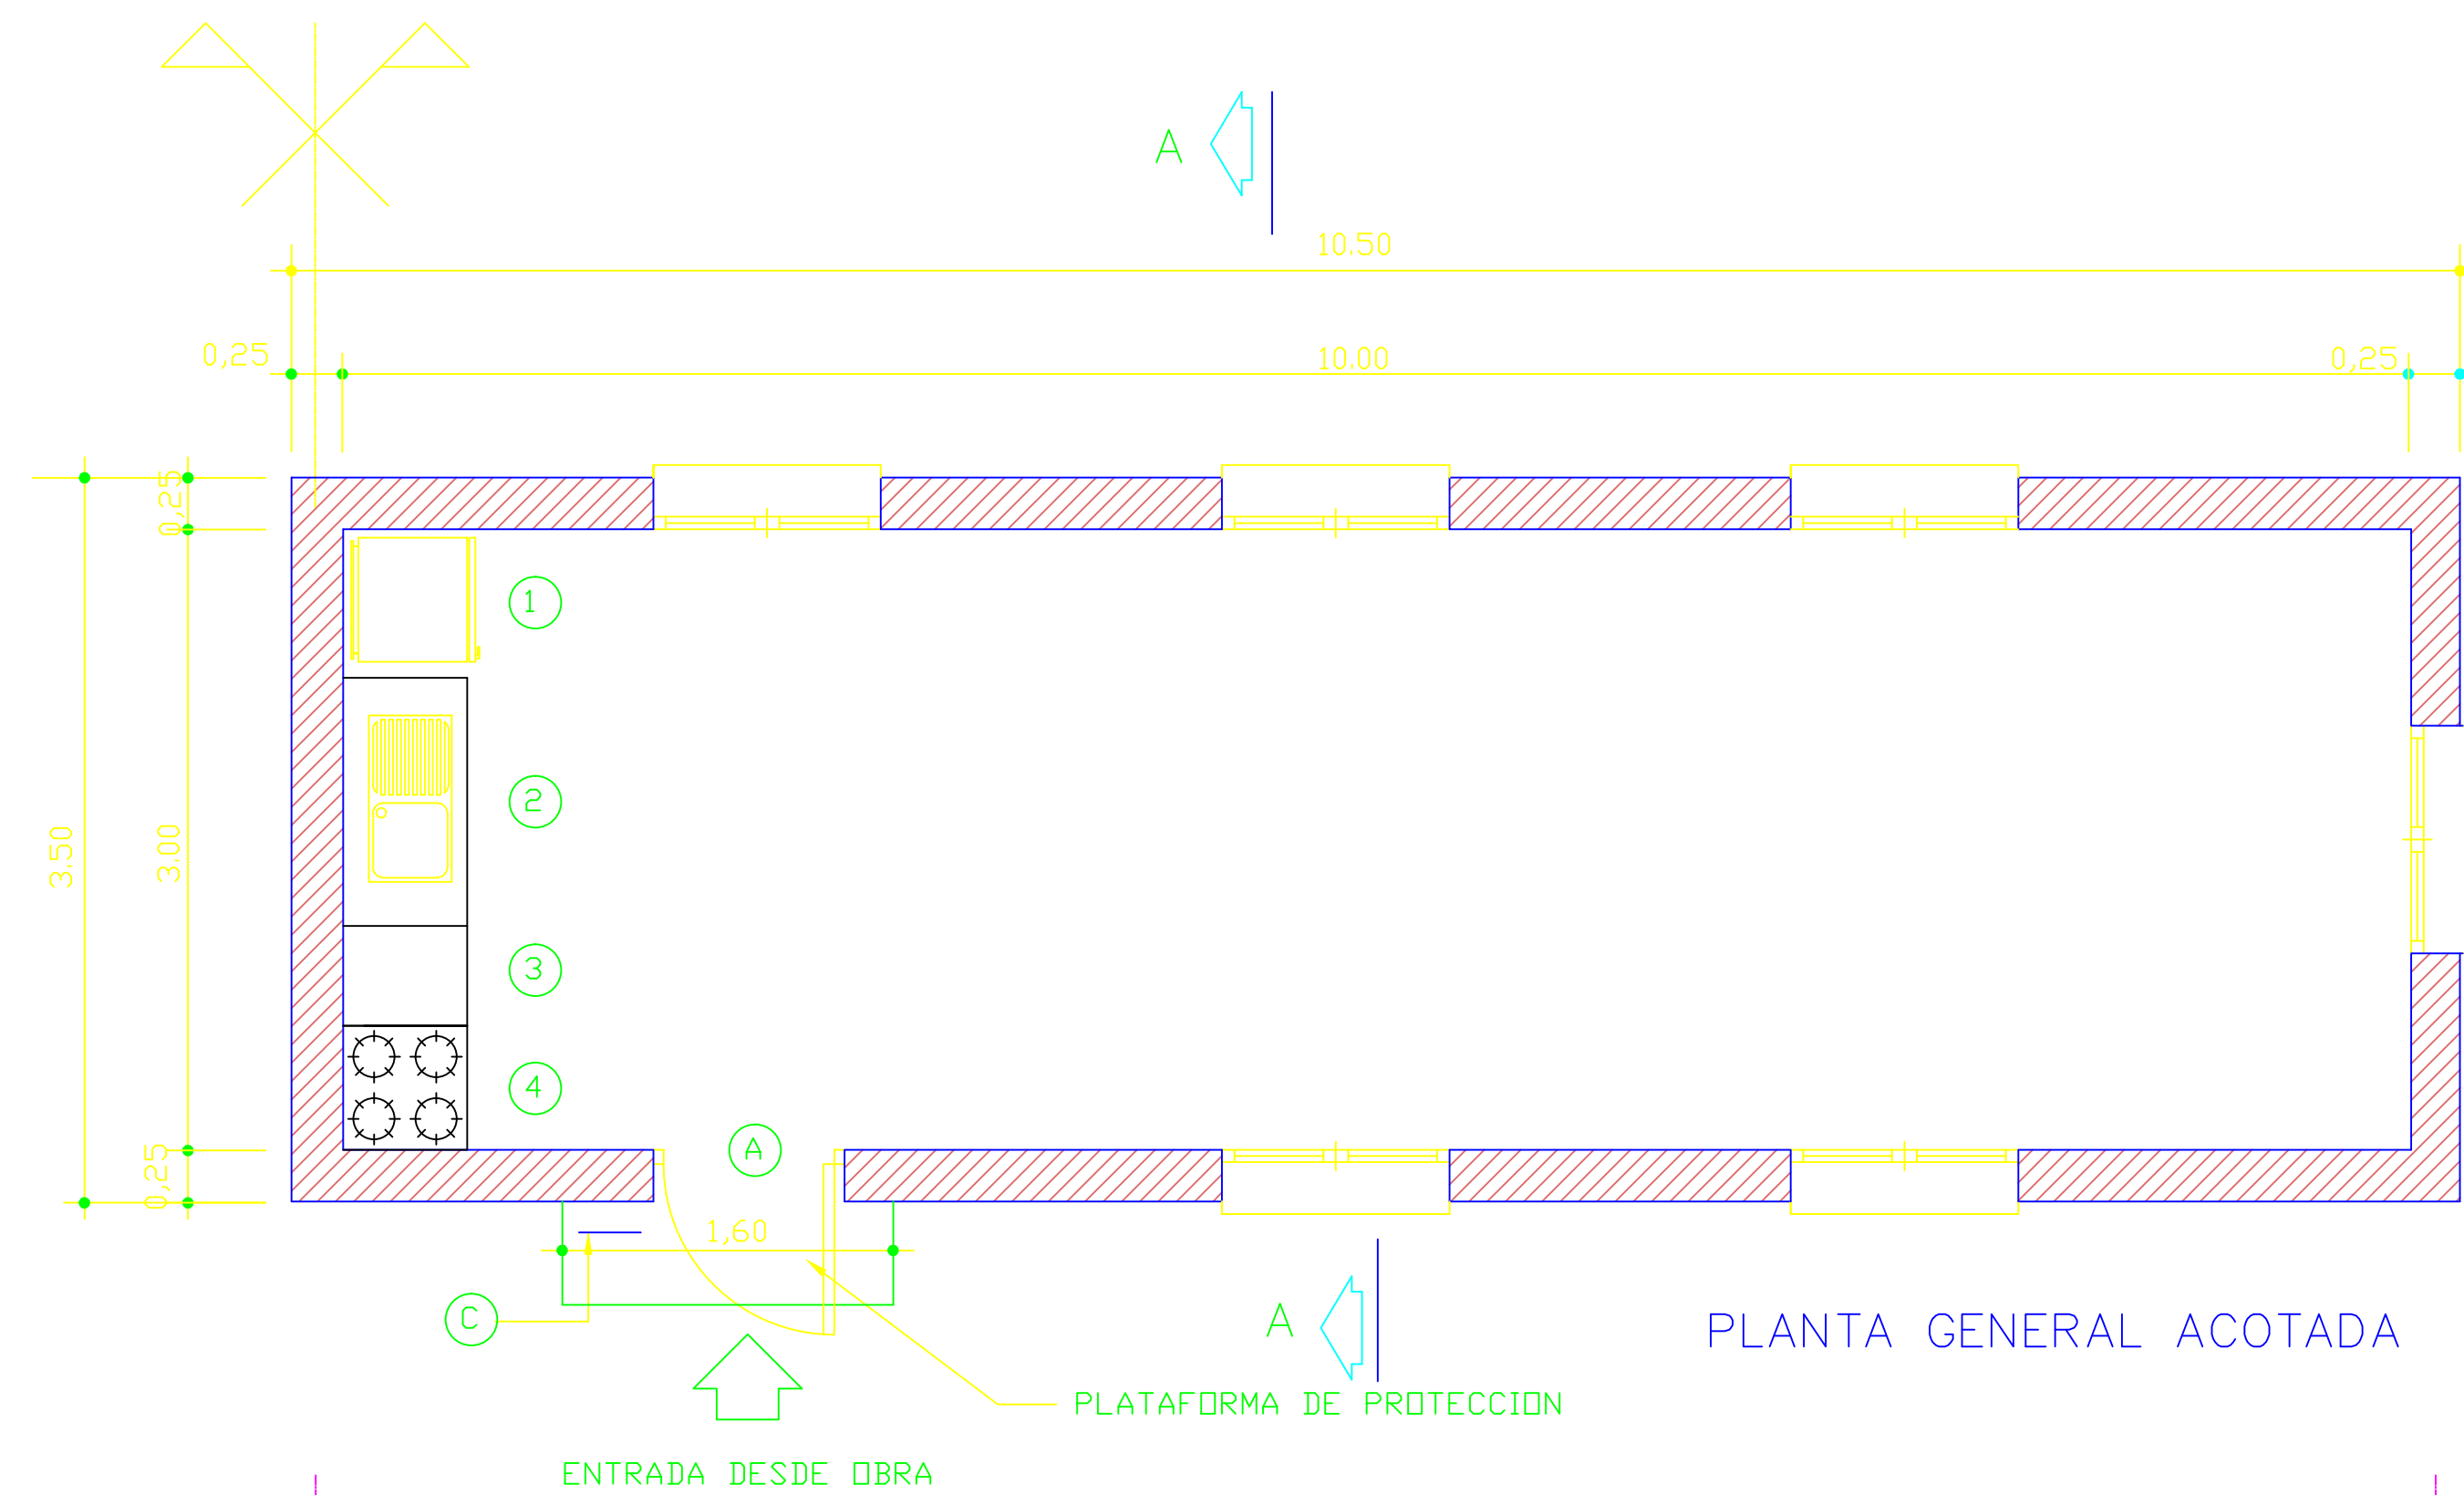 A
10.50
0,25
10.00
0,25
0,25
1
2
3.50
3.00
3
4
A
0,25
1,60
C
A
PLANTA GENERAL ACOTADA
PLATAFORMA DE PROTECCION
ENTRADA DESDE OBRA